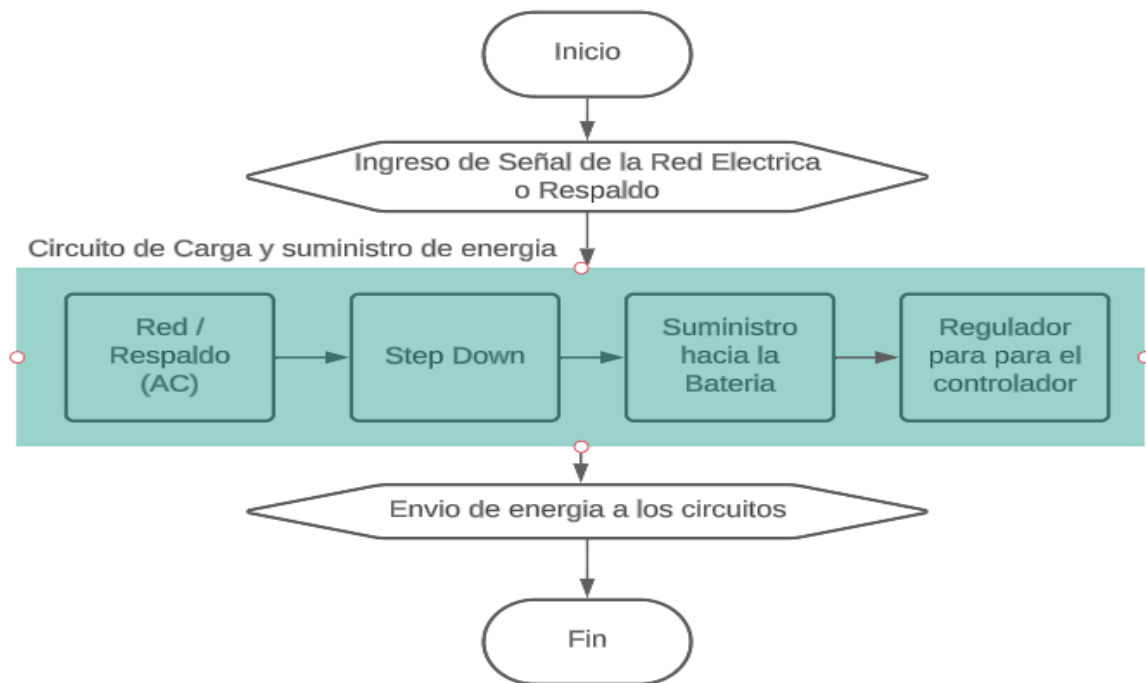 Inicio
Ingreso de Señal de la Red Electrica
o Respaldo
Circuito de Carga y suministro de energia
Red /
Respaldo
(AC)
Step Down
Suministro
hacia la
Bateria
Regulador
para para el
controlador
Envio de energia a los circuitos
Fin